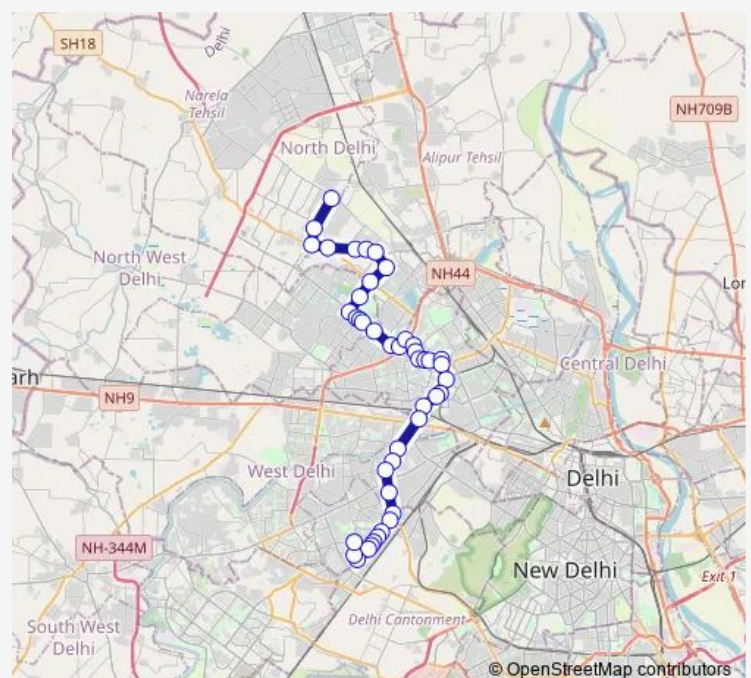 SH18
Delhi
Narela
Tehsil
NH709B
North Delhi
Alipur Tehsil
North West
Delhi
NH44
Lor
Central Delhi
arh
NH9
West Delhi
Delhi
NH-344M
New Delhi
Exit 1
South West
Delhi
Delhi Cantonment
© OpenStreetMap contributors